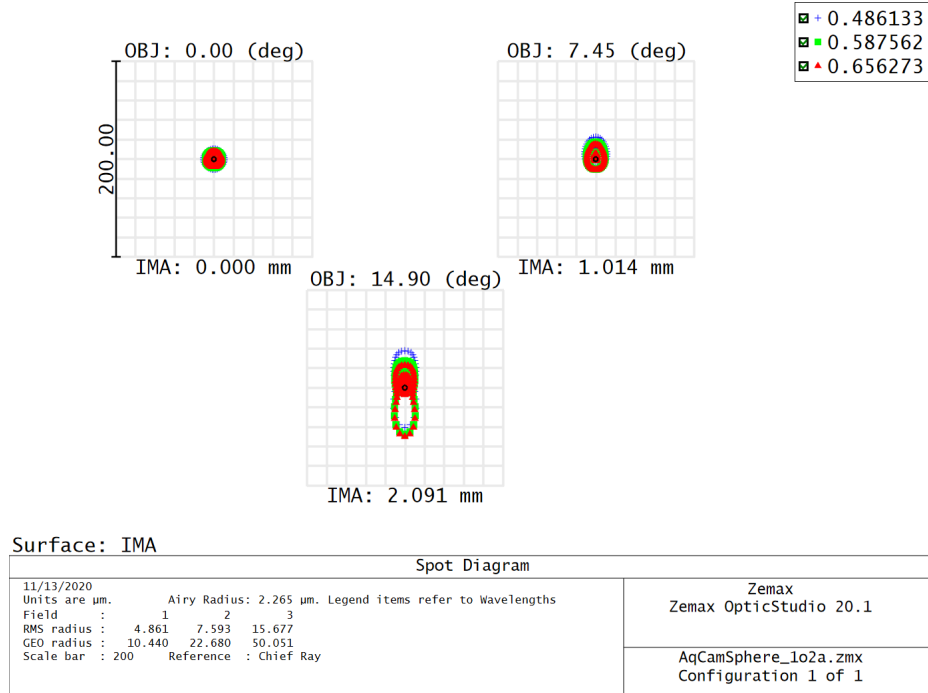 + 0.486133
0.587562
0.656273
OBJ: 0.00 (deg)
OBJ: 7.45 (deg)
200.00
IMA: 0.000 mm
IMA: 1.014 mm
OBJ: 14.90 (deg)
IMA: 2.091 mm
Surface: IMA
Spot Diagram
11/13/2020
Units are µm. Airy Radius: 2.265 µm. Legend items refer to Wavelengths
Field : 1 2 3
RMS radius : 4.861 7.593 15.677
GEO radius : 10.440 22.680 50.051
Scale bar : 200 Reference : Chief Ray
Zemax
Zemax OpticStudio 20.1
AqCamSphere_1o2a.zmx
Configuration 1 of 1